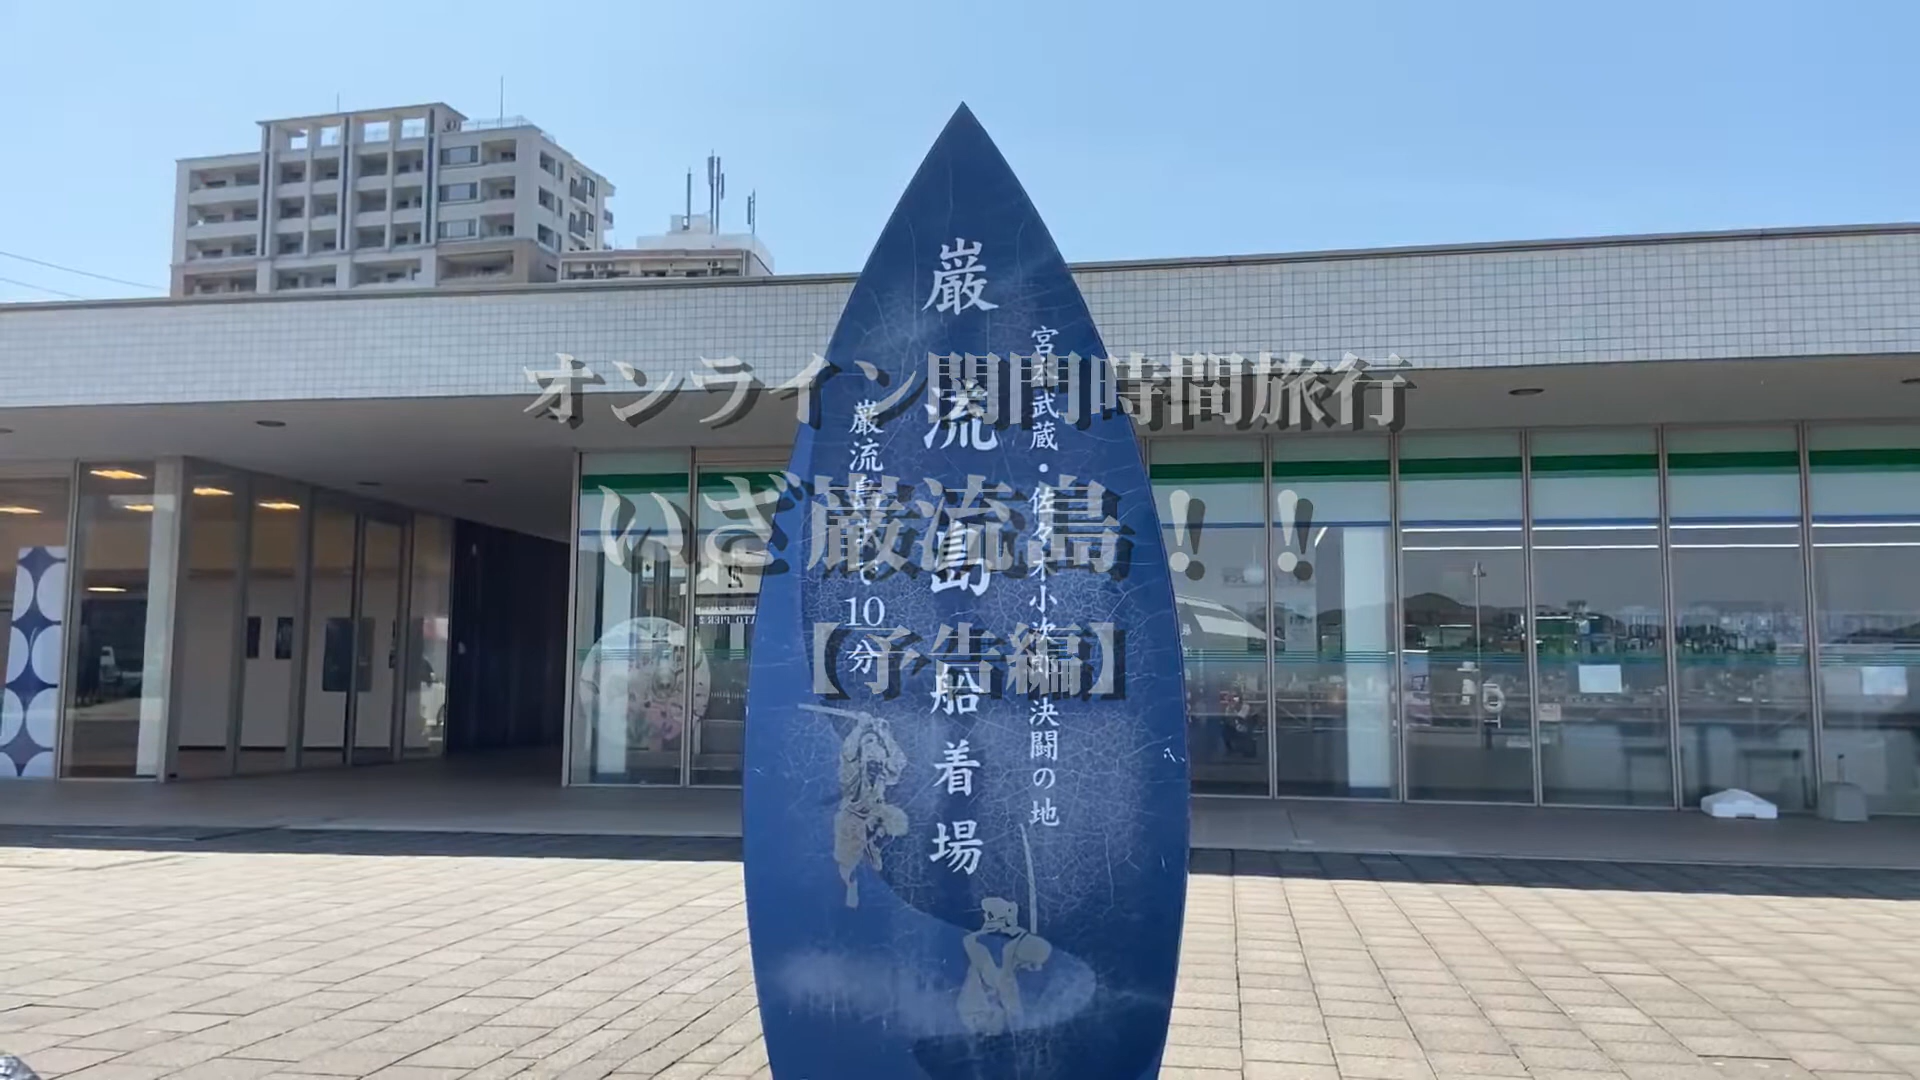 オンライン関門時間旅行
いざ巌流島！！
【予告編】
宮本武蔵・佐々木小次郎 決闘の地
巌流島 船着場
巌流島まで10分